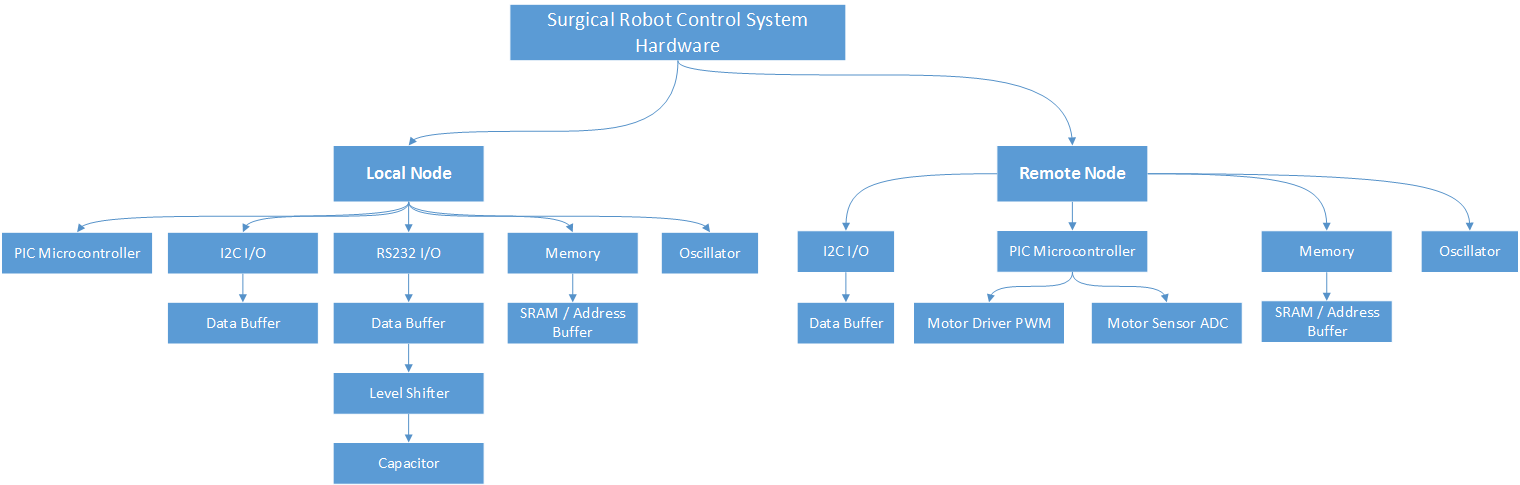 Surgical Robot Control System
Hardware
Local Node
Remote Node
PIC Microcontroller
I2C I/O
RS232 I/O
Memory
Oscillator
I2C I/O
PIC Microcontroller
Memory
Oscillator
Data Buffer
Data Buffer
SRAM / Address
Buffer
Data Buffer
Motor Driver PWM
Motor Sensor ADC
SRAM / Address
Buffer
Level Shifter
Capacitor